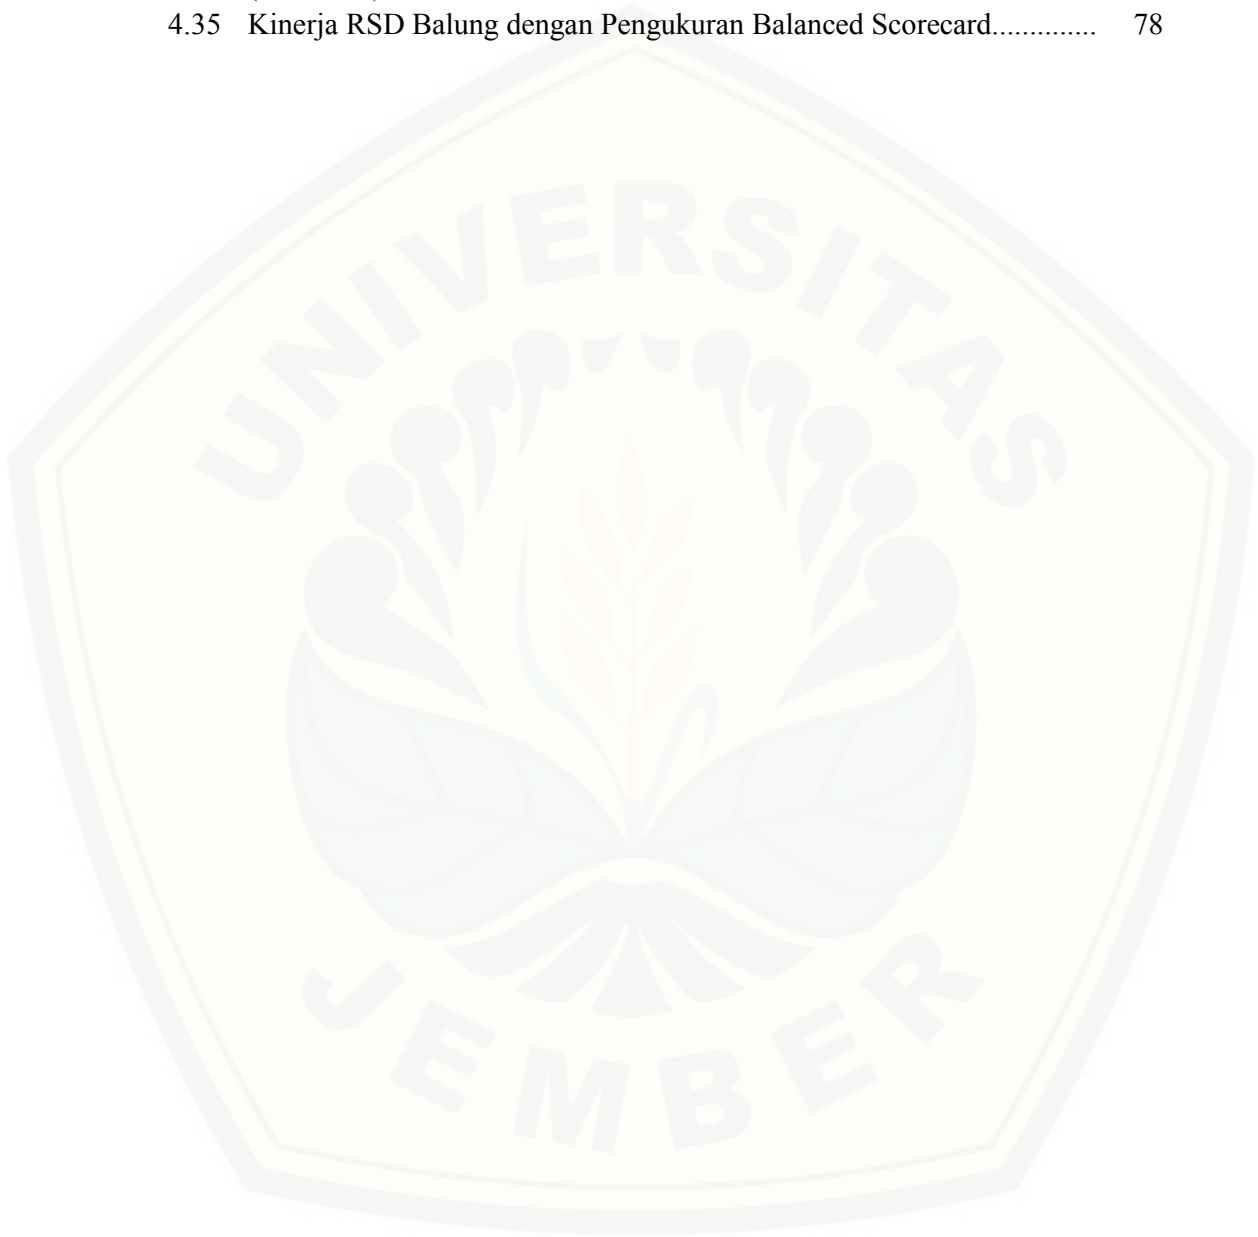 4.35 Kinerja RSD Balung dengan Pengukuran Balanced Scorecard.............. 78
UNIVERSITAS
JEMBER